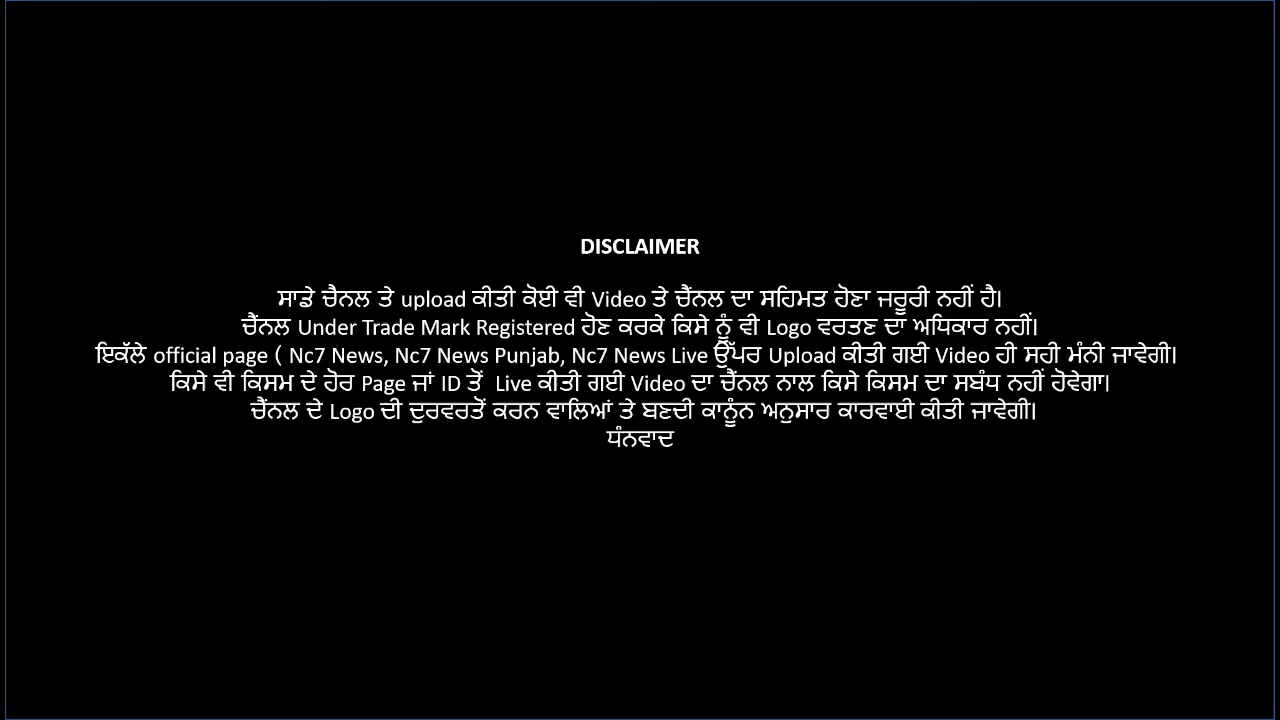 DISCLAIMER
ਸਾਡੇ ਚੈਨਲ ਤੇ upload ਕੀਤੀ ਕੋਈ ਵੀ Video ਤੇ ਚੈਂਨਲ ਦਾ ਸਹਿਮਤ ਹੋਣਾ ਜਰੂਰੀ ਨਹੀਂ ਹੈ।
ਚੈਂਨਲ Under Trade Mark Registered ਹੋਣ ਕਰਕੇ ਕਿਸੇ ਨੂੰ ਵੀ Logo ਵਰਤਣ ਦਾ ਅਧਿਕਾਰ ਨਹੀਂ।
ਇਕੱਲੇ official page ( Nc7 News, Nc7 News Punjab, Nc7 News Live ਉੱਪਰ Upload ਕੀਤੀ ਗਈ Video ਹੀ ਸਹੀ ਮੰਨੀ ਜਾਵੇਗੀ।
ਕਿਸੇ ਵੀ ਕਿਸਮ ਦੇ ਹੋਰ Page ਜਾਂ ID ਤੋਂ Live ਕੀਤੀ ਗਈ Video ਦਾ ਚੈਂਨਲ ਨਾਲ ਕਿਸੇ ਕਿਸਮ ਦਾ ਸਬੰਧ ਨਹੀਂ ਹੋਵੇਗਾ।
ਚੈਂਨਲ ਦੇ Logo ਦੀ ਦੁਰਵਰਤੋਂ ਕਰਨ ਵਾਲਿਆਂ ਤੇ ਬਣਦੀ ਕਾਨੂੰਨ ਅਨੁਸਾਰ ਕਾਰਵਾਈ ਕੀਤੀ ਜਾਵੇਗੀ।
ਧੰਨਵਾਦ